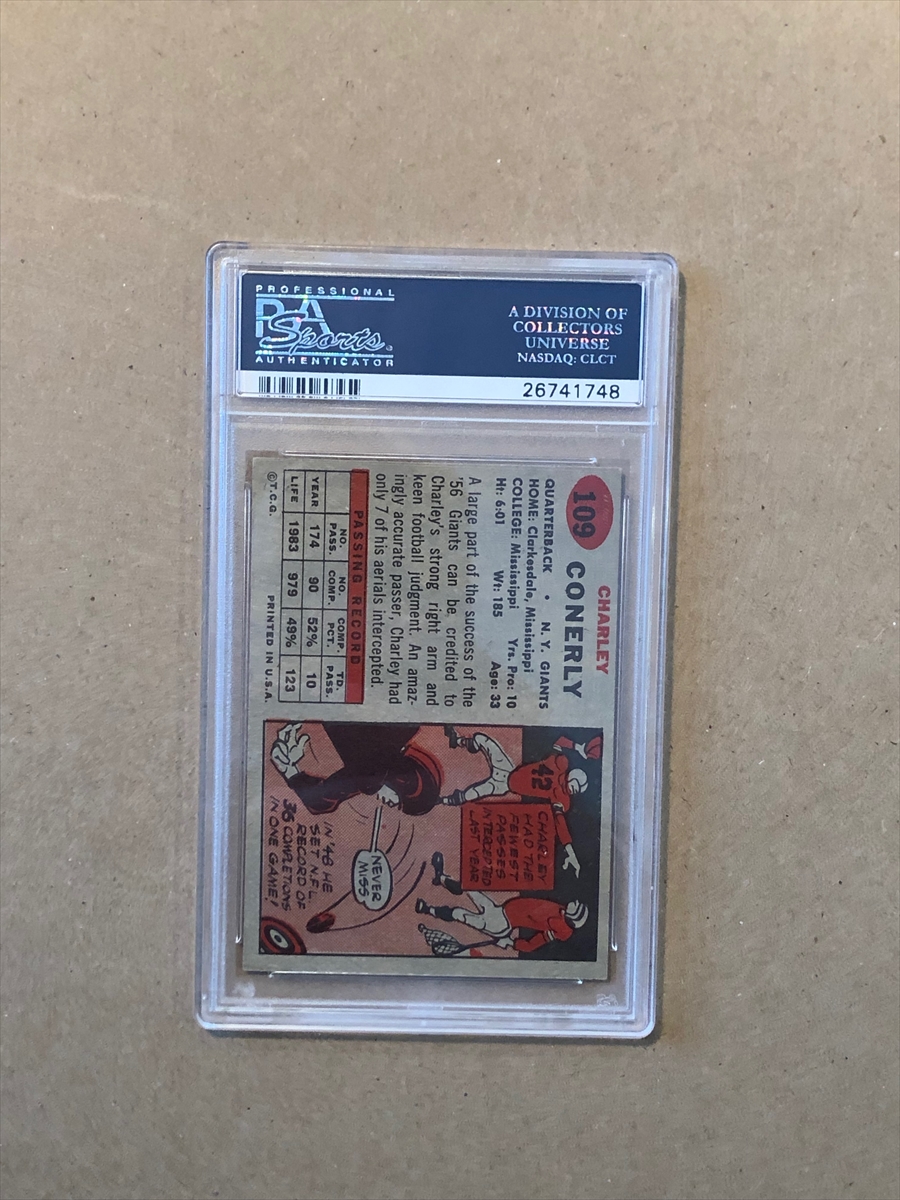 PROFESSIONAL
PSA
Sports
AUTHENTICATOR
A DIVISION OF
COLLECTORS
UNIVERSE
NASDAQ: CLCT
26741748
109
CHARLEY
CONERLY
QUARTERBACK • N. Y. GIANTS
HOME: Clarkesdale, Mississippi
COLLEGE: Mississippi Yrs. Pro: 10
Ht: 6:01 Wt: 185 Age: 33
A large part of the success of the
'56 Giants can be credited to
Charley's strong right arm and
keen football judgment. An amaz-
ingly accurate passer, Charley had
only 7 of his aerials intercepted.
PASSING RECORD
NO. PASS. NO. COMP. COMP. PCT. TD. PASS.
YEAR 174 90 52% 10
LIFE 1983 979 49% 123
©T.C.G. PRINTED IN U.S.A.
42
CHARLEY
HAD THE
FEWEST
PASSES
INTERCEPTED
LAST YEAR
NEVER
MISS
IN '48 HE
SET N.F.L.
RECORD OF
36 COMPLETIONS
IN ONE GAME!